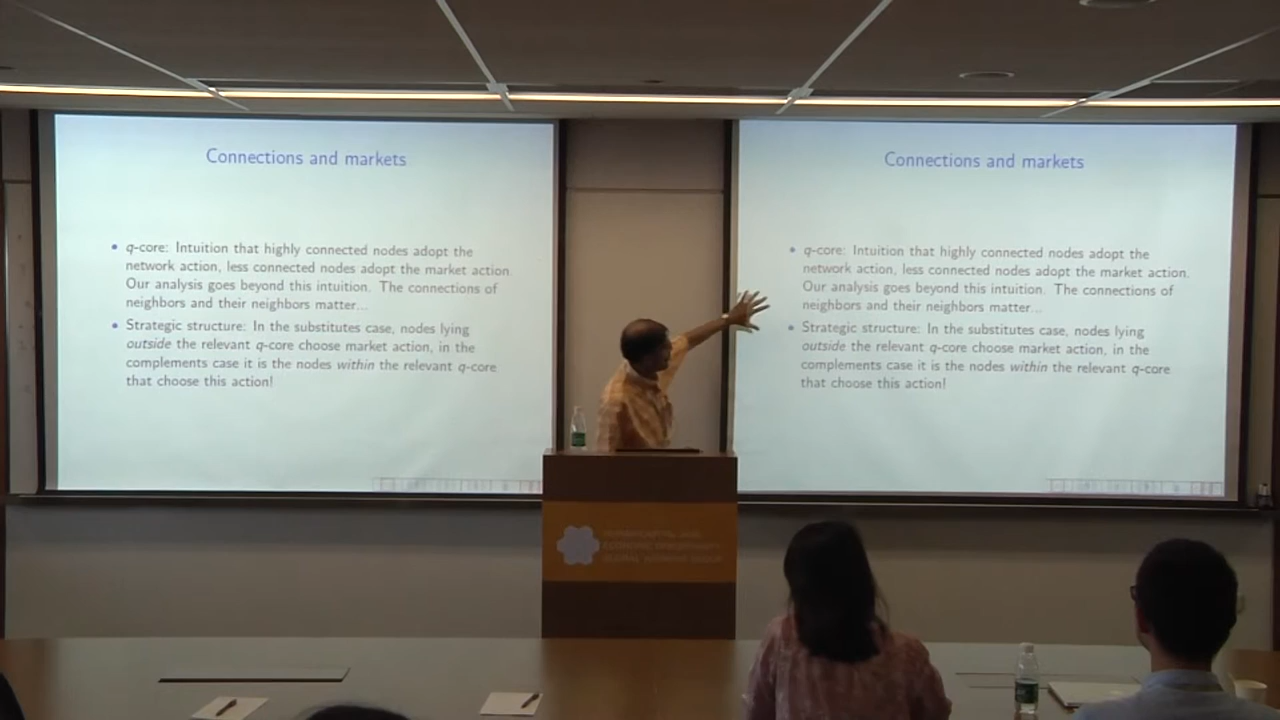 Connections and markets
• q-core: Intuition that highly connected nodes adopt the
network action, less connected nodes adopt the market action.
Our analysis goes beyond this intuition. The connections of
neighbors and their neighbors matter...
• Strategic structure: In the substitutes case, nodes lying
outside the relevant q-core choose market action, in the
complements case it is the nodes within the relevant q-core
that choose this action!
Connections and markets
• q-core: Intuition that highly connected nodes adopt the
network action, less connected nodes adopt the market action.
Our analysis goes beyond this intuition. The connections of
neighbors and their neighbors matter...
• Strategic structure: In the substitutes case, nodes lying
outside the relevant q-core choose market action, in the
complements case it is the nodes within the relevant q-core
that choose this action!